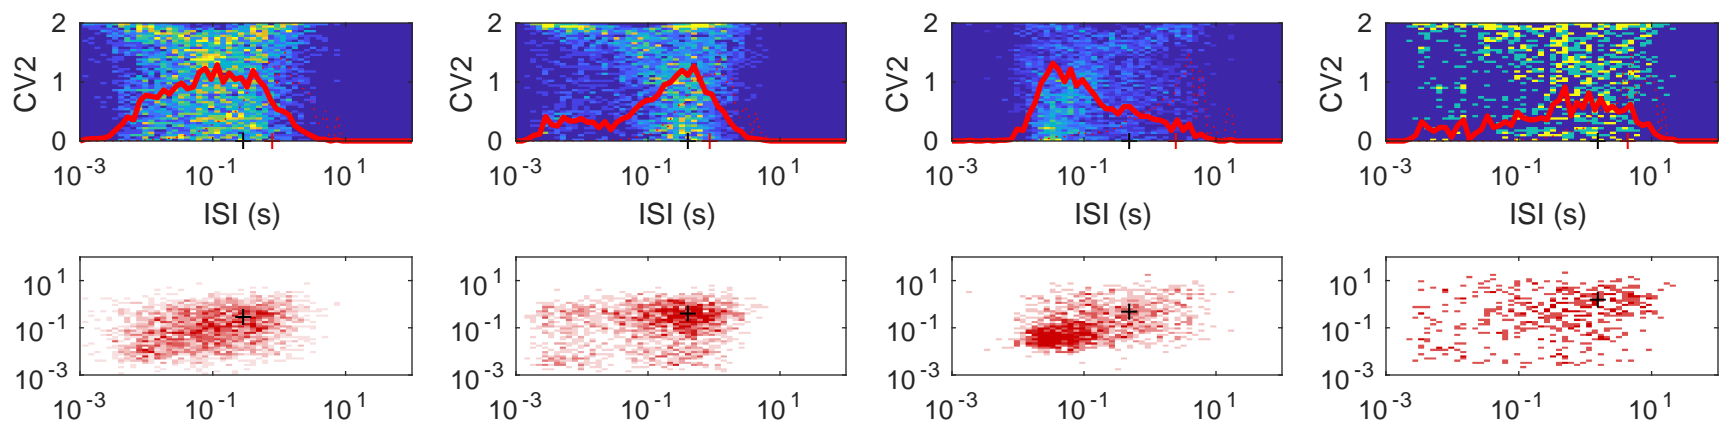 2 2 2 2
CV2 CV2 CV2 CV2
1 1 1 1
0 0 0 0
10^-3 10^-1 10^1 10^-3 10^-1 10^1 10^-3 10^-1 10^1 10^-3 10^-1 10^1
ISI (s) ISI (s) ISI (s) ISI (s)
10^1 10^1 10^1 10^1
10^-1 10^-1 10^-1 10^-1
10^-3 10^-3 10^-3 10^-3
10^-3 10^-1 10^1 10^-3 10^-1 10^1 10^-3 10^-1 10^1 10^-3 10^-1 10^1